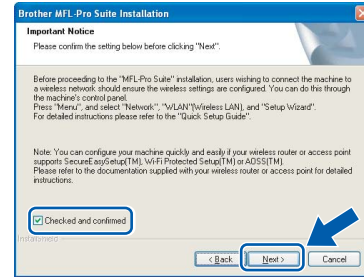 Brother MFL-Pro Suite Installation
Important Notice
Please confirm the setting below before clicking "Next".
Before proceeding to the "MFL-Pro Suite" installation, users wishing to connect the machine to
a wireless network should ensure the wireless settings are configured. You can do this through
the machine's control panel.
Press "Menu", and select "Network", "WLAN"(Wireless LAN), and "Setup Wizard".
For detailed instructions please refer to the "Quick Setup Guide".
Note: You can configure your machine quickly and easily if your wireless router or access point
supports SecureEasySetup(TM), Wi-Fi Protected Setup(TM) or AOSS(TM).
Please refer to the documentation supplied with your wireless router or access point for detailed
instructions.
Checked and confirmed
InstallShield
< Back
Next >
Cancel